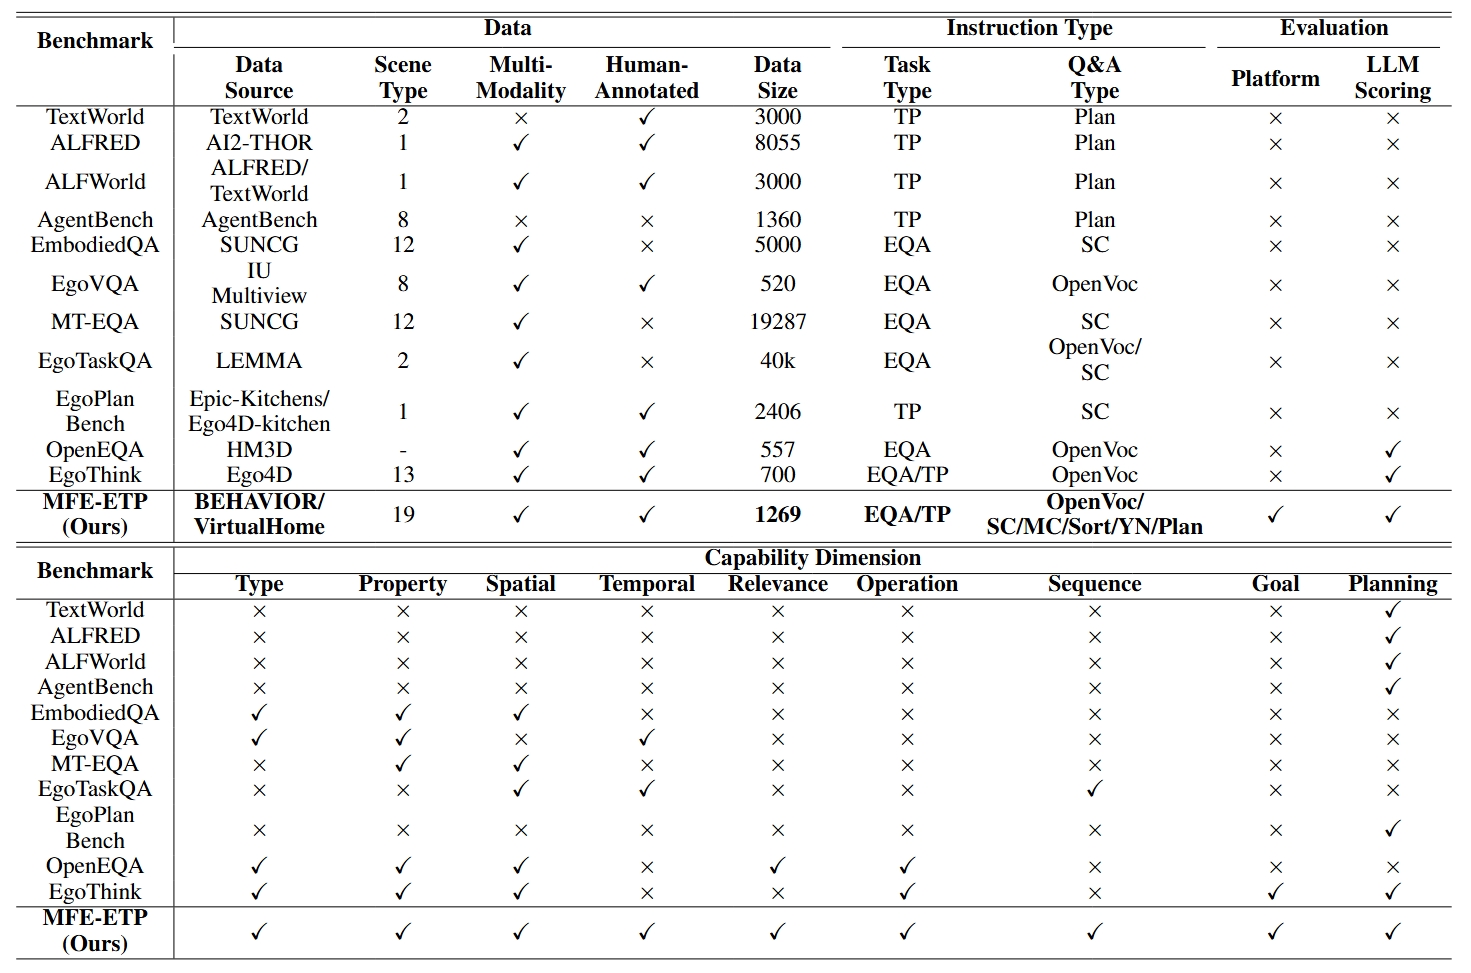 Benchmark Data Instruction Type Evaluation
Data Source Scene Type Multi-Modality Human-Annotated Data Size Task Type Q&A Type Platform LLM Scoring
TextWorld TextWorld 2 × ✓ 3000 TP Plan × ×
ALFRED AI2-THOR 1 ✓ ✓ 8055 TP Plan × ×
ALFWorld ALFRED/ TextWorld 1 ✓ ✓ 3000 TP Plan × ×
AgentBench AgentBench 8 × × 1360 TP Plan × ×
EmbodiedQA SUNCG 12 ✓ × 5000 EQA SC × ×
EgoVQA IU Multiview 8 ✓ ✓ 520 EQA OpenVoc × ×
MT-EQA SUNCG 12 ✓ × 19287 EQA SC × ×
EgoTaskQA LEMMA 2 ✓ × 40k EQA OpenVoc/ SC × ×
EgoPlan Bench Epic-Kitchens/ Ego4D-kitchen 1 ✓ ✓ 2406 TP SC × ×
OpenEQA HM3D - ✓ ✓ 557 EQA OpenVoc × ✓
EgoThink Ego4D 13 ✓ ✓ 700 EQA/TP OpenVoc × ✓
MFE-ETP (Ours) BEHAVIOR/ VirtualHome 19 ✓ ✓ 1269 EQA/TP OpenVoc/ SC/MC/Sort/YN/Plan ✓ ✓
Benchmark Capability Dimension
Type Property Spatial Temporal Relevance Operation Sequence Goal Planning
TextWorld × × × × × × × × ✓
ALFRED × × × × × × × × ✓
ALFWorld × × × × × × × × ✓
AgentBench × × × × × × × × ✓
EmbodiedQA ✓ ✓ ✓ × × × × × ×
EgoVQA ✓ ✓ × ✓ × × × × ×
MT-EQA × ✓ ✓ × × × × × ×
EgoTaskQA × × ✓ ✓ × × ✓ × ×
EgoPlan Bench × × × × × × × × ✓
OpenEQA ✓ ✓ ✓ × ✓ ✓ × × ×
EgoThink ✓ ✓ ✓ × × ✓ × ✓ ✓
MFE-ETP (Ours) ✓ ✓ ✓ ✓ ✓ ✓ ✓ ✓ ✓